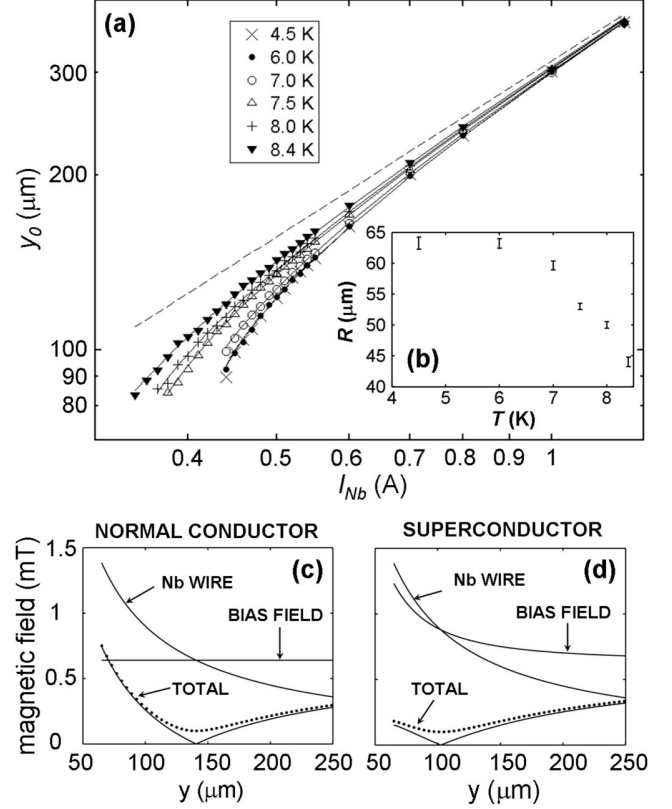 (a)
4.5 K
6.0 K
7.0 K
7.5 K
8.0 K
8.4 K
300
200
100
90
80
y₀ (μm)
0.4 0.5 0.6 0.7 0.8 0.9 1
I_Nb (A)
65
60
55
50
45
40
R (μm)
(b)
4 5 6 7 8
T (K)
NORMAL CONDUCTOR
1.5
1
0.5
0
magnetic field (mT)
(c)
Nb WIRE
BIAS FIELD
TOTAL
50 100 150 200 250
y (μm)
SUPERCONDUCTOR
(d)
Nb WIRE
BIAS FIELD
TOTAL
50 100 150 200 250
y (μm)